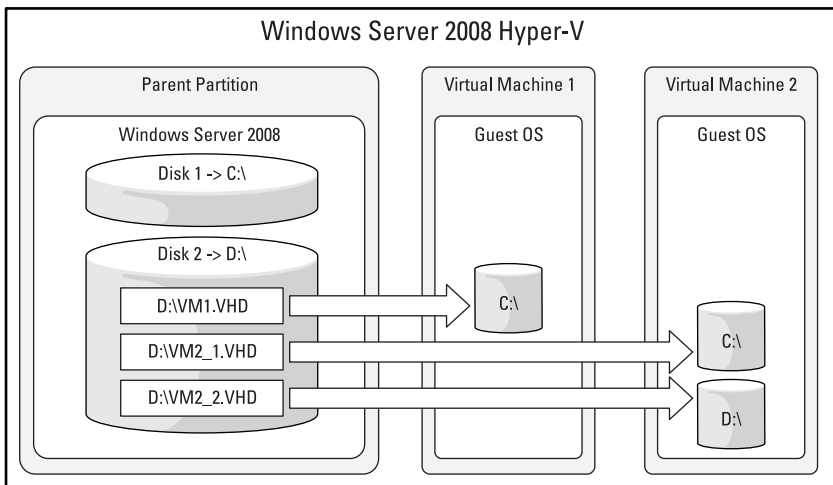 Windows Server 2008 Hyper-V
Parent Partition
Windows Server 2008
Disk 1 -> C:\
Disk 2 -> D:\
D:\VM1.VHD
D:\VM2_1.VHD
D:\VM2_2.VHD
Virtual Machine 1
Guest OS
C:\
Virtual Machine 2
Guest OS
C:\
D:\